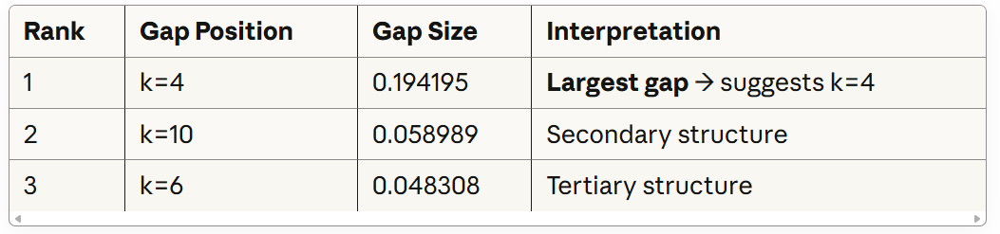 Rank Gap Position Gap Size Interpretation
1 k=4 0.194195 Largest gap → suggests k=4
2 k=10 0.058989 Secondary structure
3 k=6 0.048308 Tertiary structure